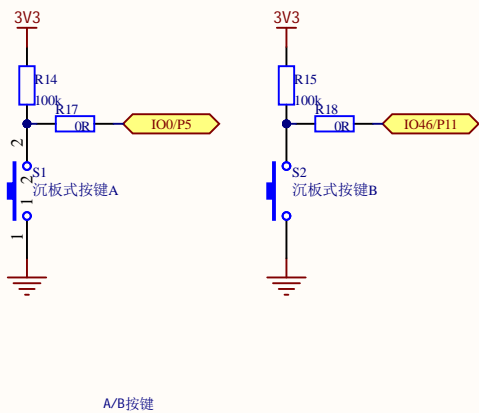 3V3
3V3
R14
100k
R15
100k
R17
0R
IO0/P5
R18
0R
IO46/P11
2
S1
2
沉板式按键A
1
1
S2
沉板式按键B
A/B按键